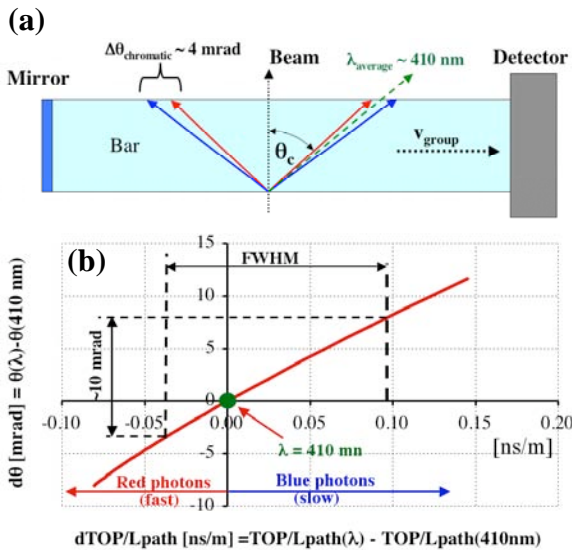 (a)
Δθchromatic ~ 4 mrad
Beam
λaverage ~ 410 nm
Detector
Mirror
Bar
θc
vgroup
(b)
FWHM
dθ [mrad] = θ(λ)-θ(410 nm)
~10 mrad
15
10
5
0
-5
-10
-0.10
-0.05
0.00
0.05
0.10
0.15
0.20
[ns/m]
λ = 410 mn
Red photons
(fast)
Blue photons
(slow)
dTOP/Lpath [ns/m] =TOP/Lpath(λ) - TOP/Lpath(410nm)